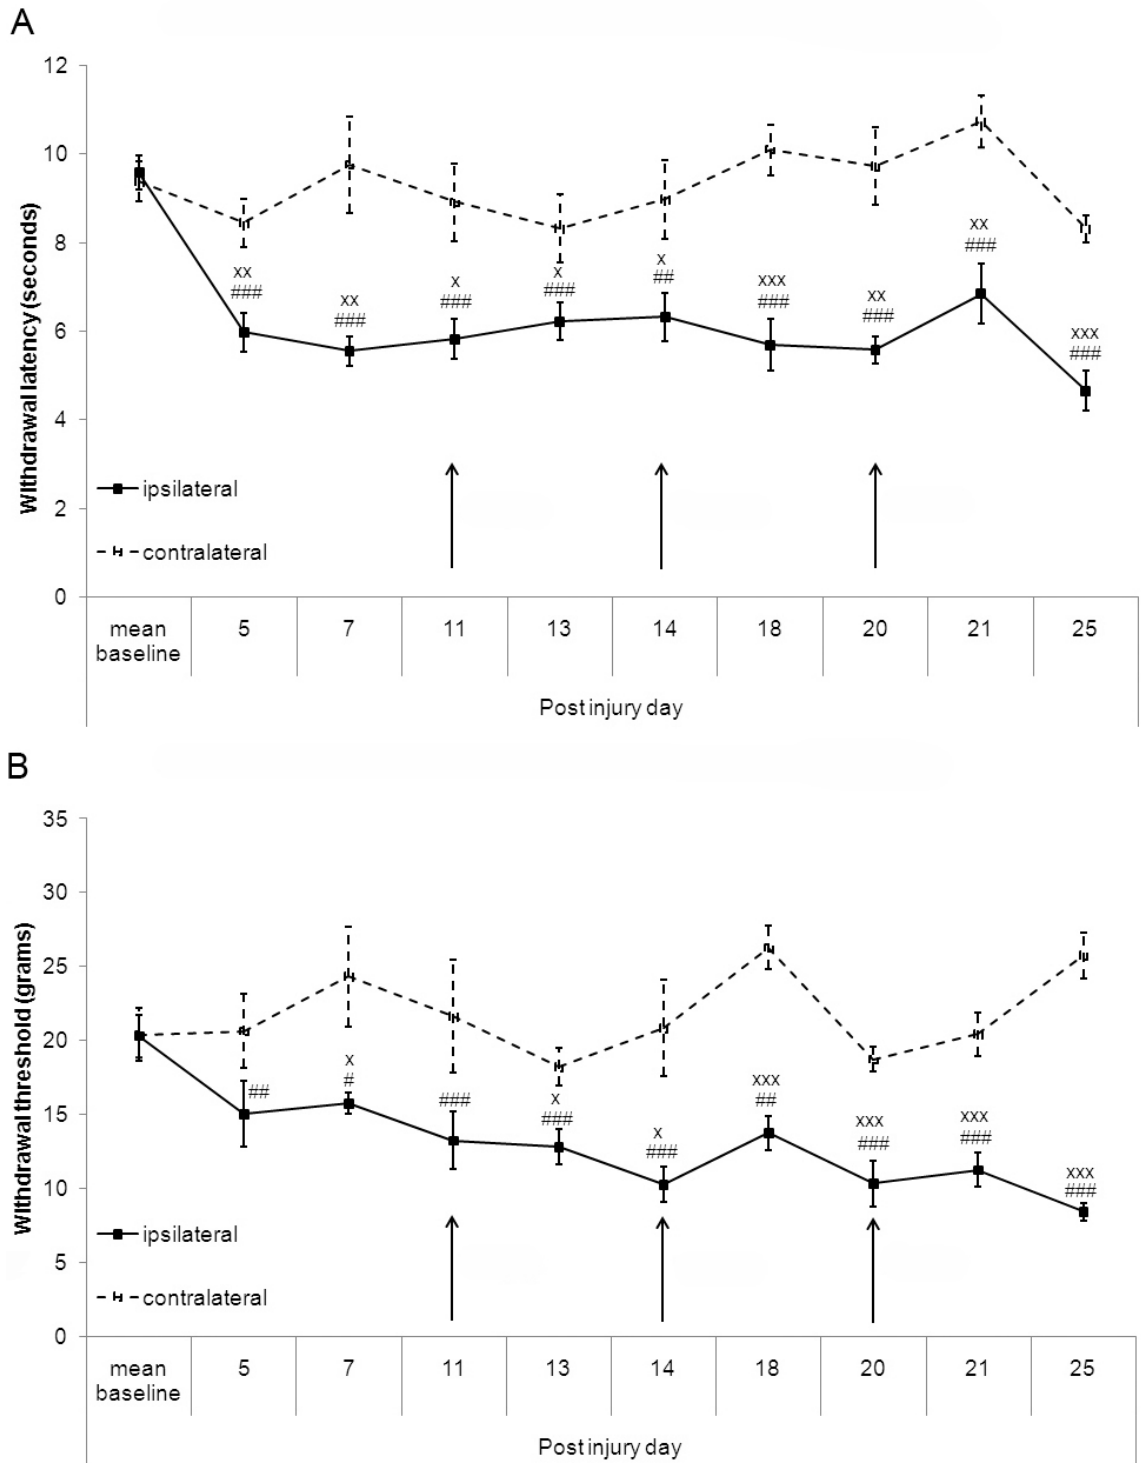 A
12
10
8
6
4
2
0
Withdrawal latency (seconds)
xx
###
xx
###
x
###
x
###
x
##
xxx
###
xx
###
xx
###
xxx
###
ipsilateral
contralateral
mean baseline 5 7 11 13 14 18 20 21 25
Post injury day
B
35
30
25
20
15
10
5
0
Withdrawal threshold (grams)
##
x
#
###
x
###
x
###
xxx
##
xxx
###
xxx
###
xxx
###
ipsilateral
contralateral
mean baseline 5 7 11 13 14 18 20 21 25
Post injury day